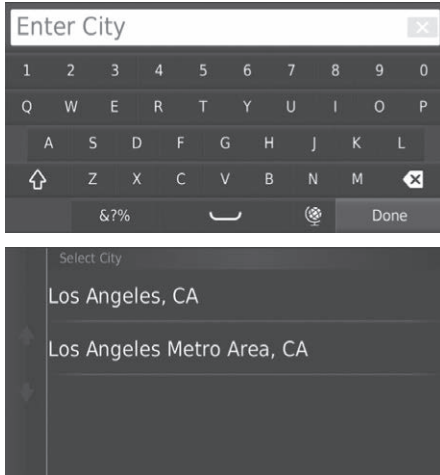 Enter City
1 2 3 4 5 6 7 8 9 0
Q W E R T Y U I O P
A S D F G H J K L
Z X C V B N M
&?% Done
Select City
Los Angeles, CA
Los Angeles Metro Area, CA